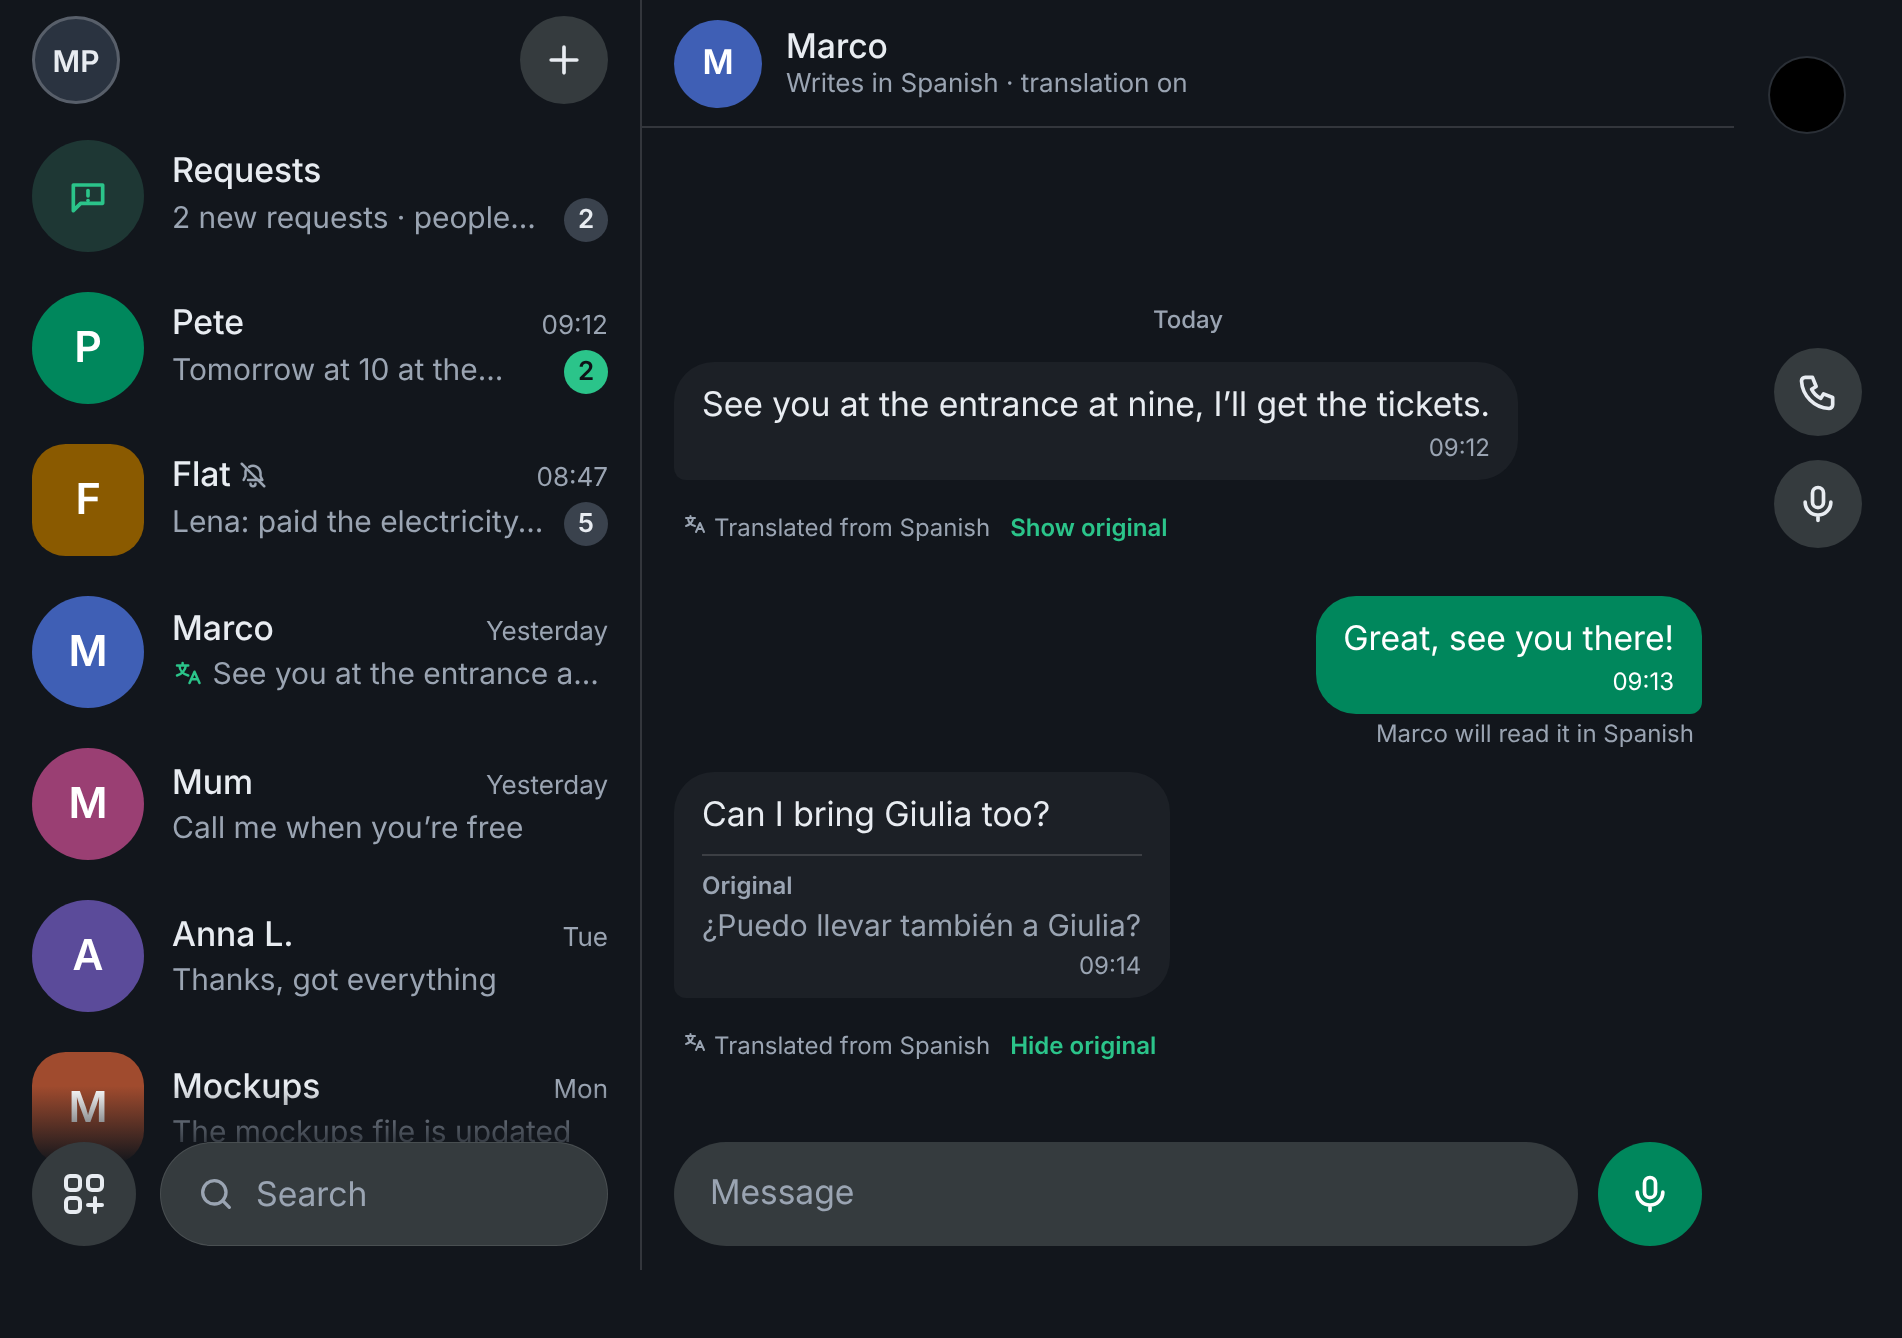 MP
Requests
2 new requests · people...
2
P
Pete
09:12
Tomorrow at 10 at the...
2
F
Flat
08:47
Lena: paid the electricity...
5
M
Marco
Yesterday
See you at the entrance a...
M
Mum
Yesterday
Call me when you’re free
A
Anna L.
Tue
Thanks, got everything
M
Mockups
Mon
The mockups file is updated
Search
M
Marco
Writes in Spanish · translation on
Today
See you at the entrance at nine, I’ll get the tickets.
09:12
Translated from Spanish Show original
Great, see you there!
09:13
Marco will read it in Spanish
Can I bring Giulia too?
Original
¿Puedo llevar también a Giulia?
09:14
Translated from Spanish Hide original
Message